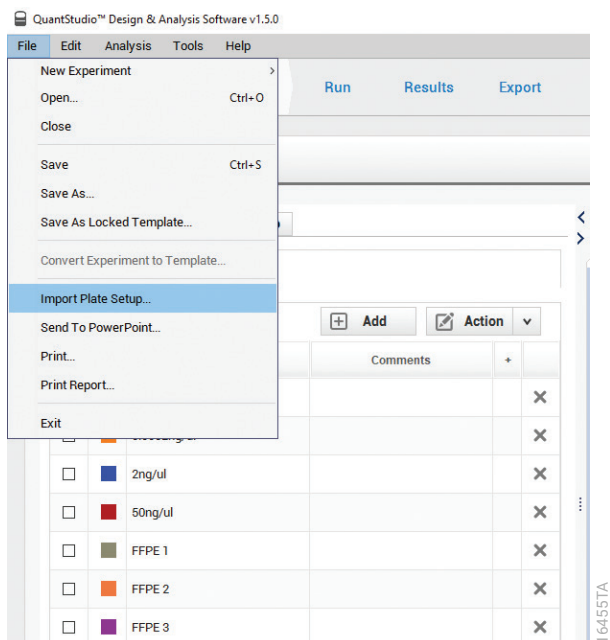 QuantStudio™ Design & Analysis Software v1.5.0
File Edit Analysis Tools Help
New Experiment
Open... Ctrl+O
Close
Save Ctrl+S
Save As...
Save As Locked Template...
Convert Experiment to Template...
Import Plate Setup...
Send To PowerPoint...
Print...
Print Report...
Exit
Run Results Export
+ Add Action
Comments +
2ng/ul
50ng/ul
FFPE 1
FFPE 2
FFPE 3
16455TA